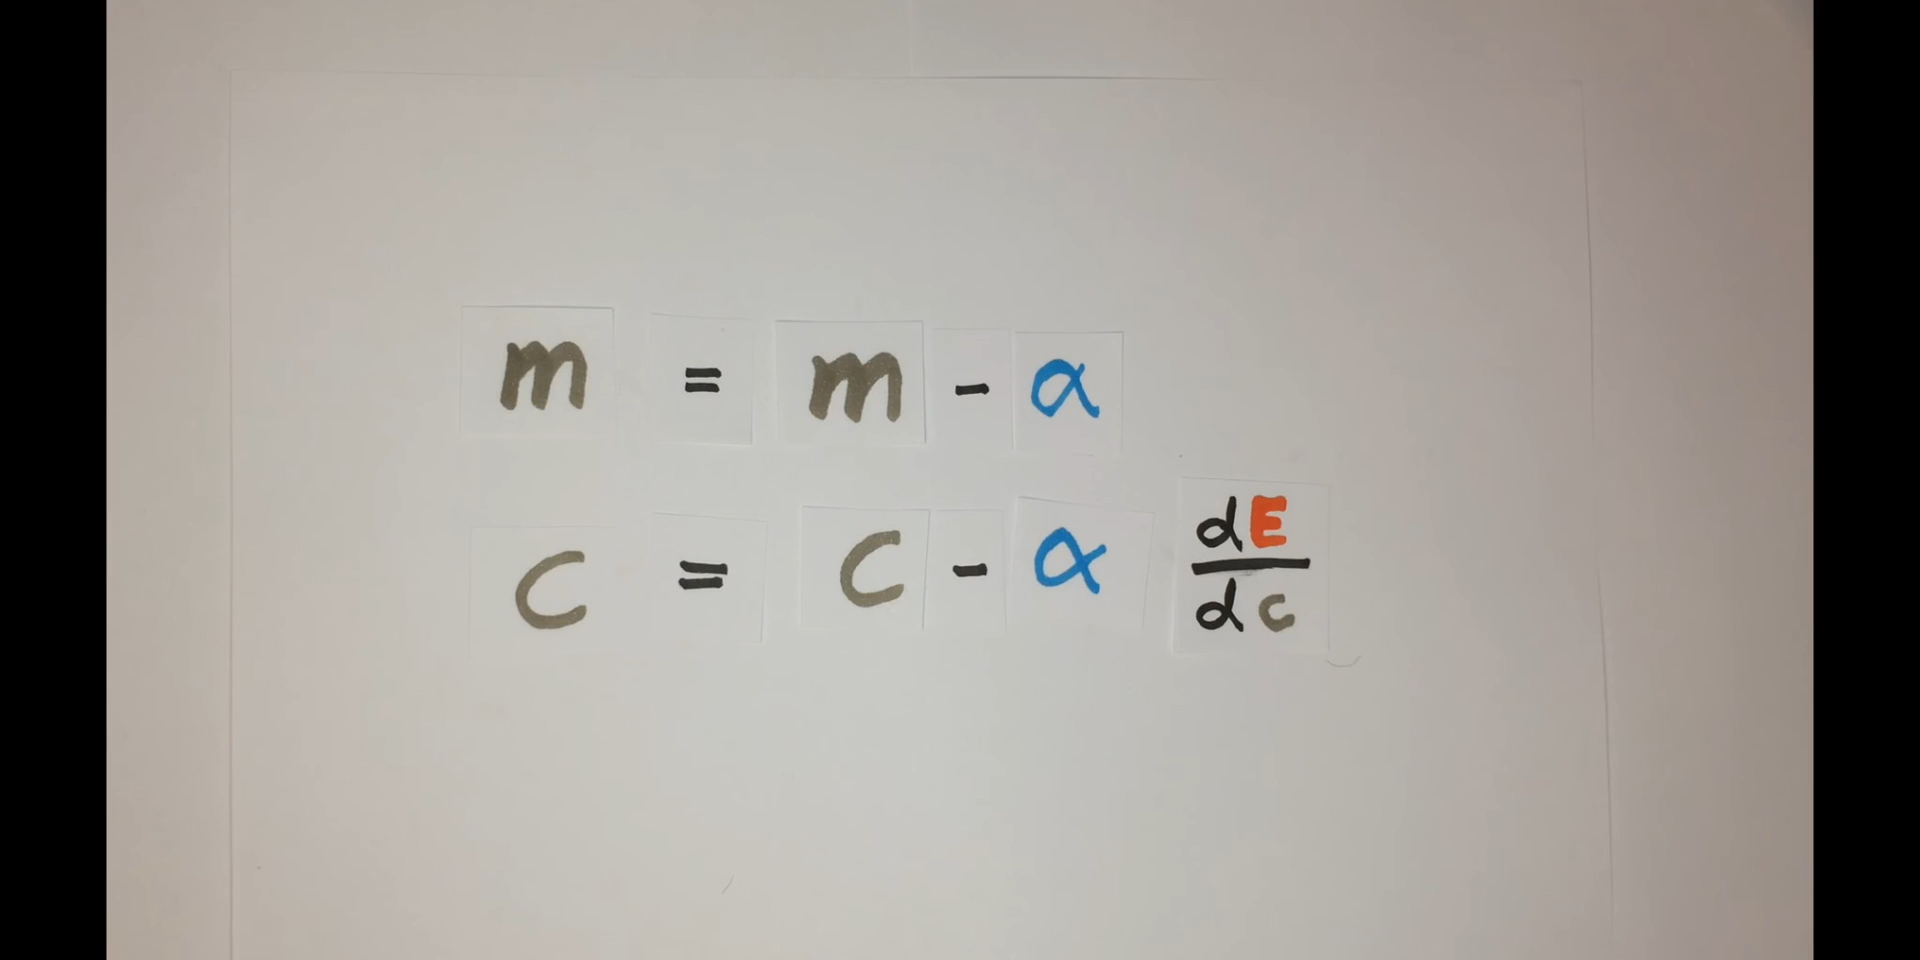 m = m - α
c = c - α dE/dc